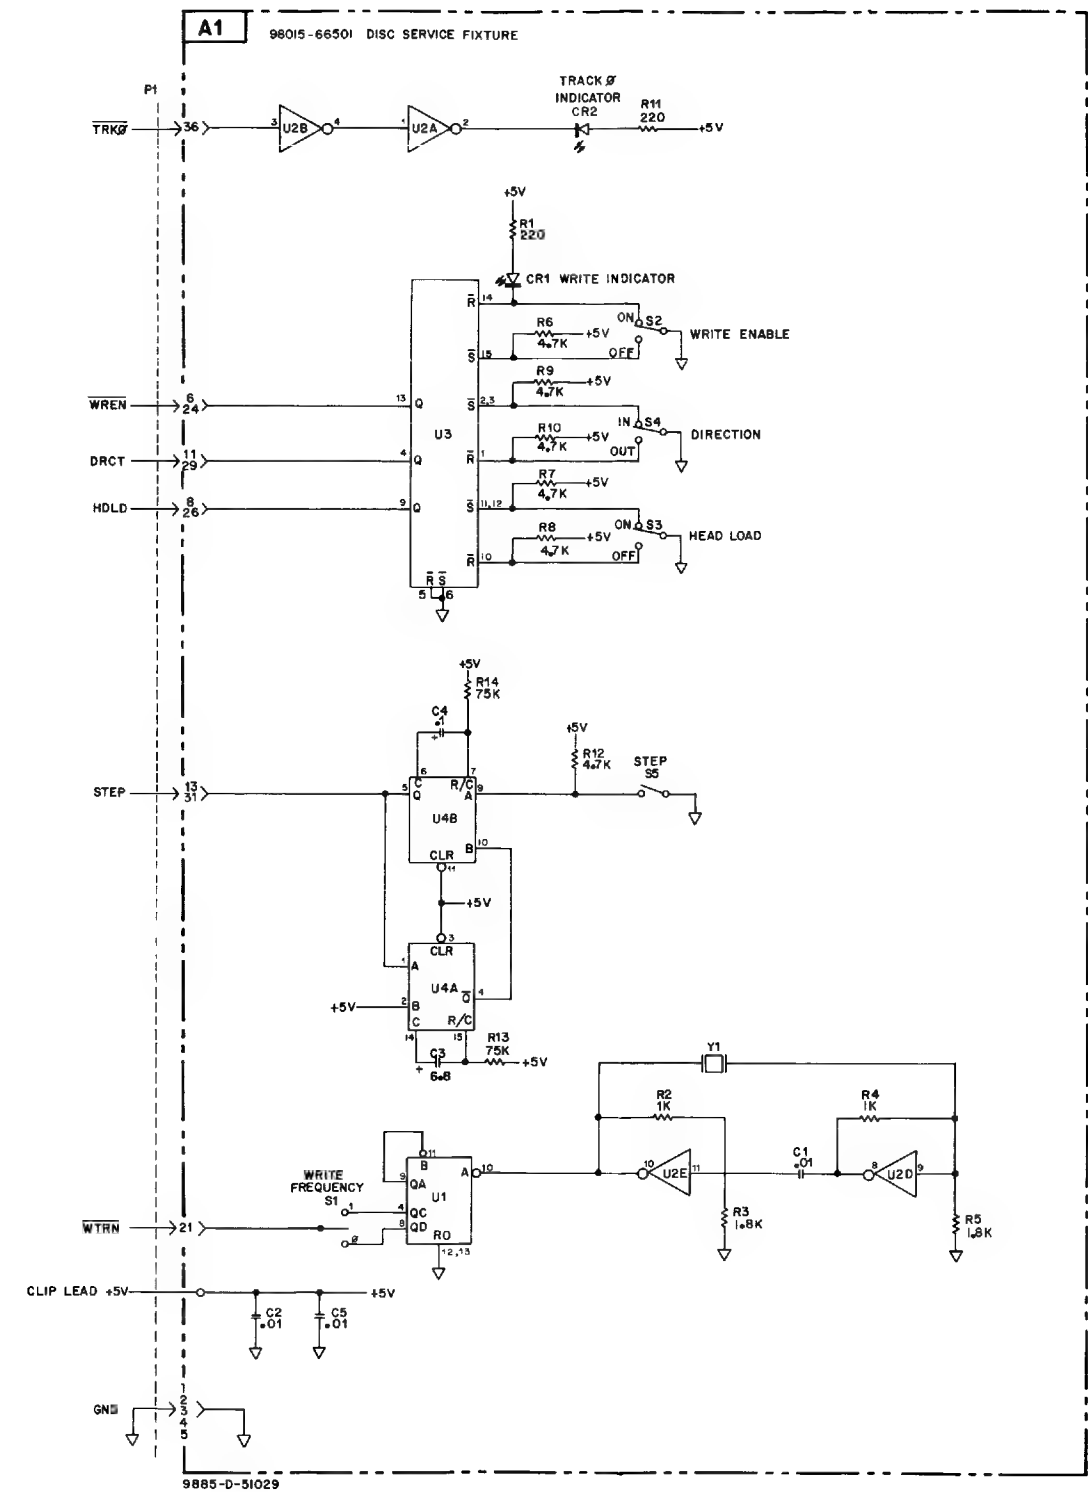 A1 98015-66501 DISC SERVICE FIXTURE
P1
TRACK Ø
INDICATOR
CR2
R11
220
TRKØ 36 3 U2B 4 1 U2A 2 +5V
+5V
R1
220
CR1 WRITE INDICATOR
R 14
ON S2
R6 +5V
4.7K
WRITE ENABLE
S 15 OFF
R9
+5V
4.7K
WREN 6 13 Q S 2,3
24
IN S4
U3 R10 +5V
4.7K
DIRECTION
OUT
DRCT 11 4 Q R 1
29
R7
+5V
4.7K
HDLD 8 9 Q S 11,12
26
ON S3
R8 +5V
4.7K
HEAD LOAD
OFF
R 10
R S
5 6
+5V
R14
75K
C4
.1
+
+5V
R12
4.7K
STEP
S5
6 7
C R/C
STEP 13 5 Q A 9
31
U4B
B 10
CLR
11
+5V
3
CLR
1 A
U4A Q 4
+5V 2 B
C R/C
14 15
R13
75K
+5V
+ C3
6.8
Y1
R2
1K
R4
1K
C1
.01
10 U2E 11
8 U2D 9
11
B A 10
9 QA U1
WRITE
FREQUENCY
S1
1 4 QC
WTRN 21 8 QD
Ø
RO
12,13
R3
1.8K
R5
1.8K
CLIP LEAD +5V +5V
C2
.01
C5
.01
GND
1
2
3
4
5
9885-D-51029